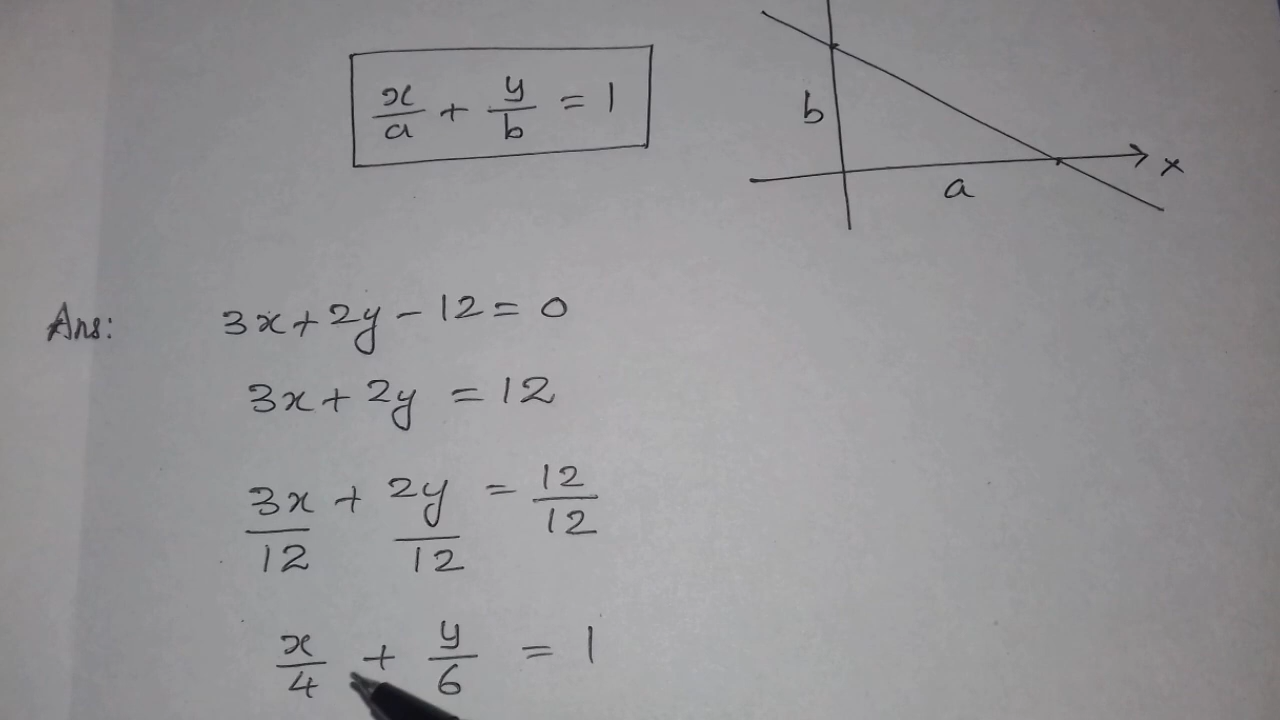 x/a + y/b = 1
b
a
x
Ans: 3x + 2y - 12 = 0
3x + 2y = 12
3x/12 + 2y/12 = 12/12
x/4 + y/6 = 1